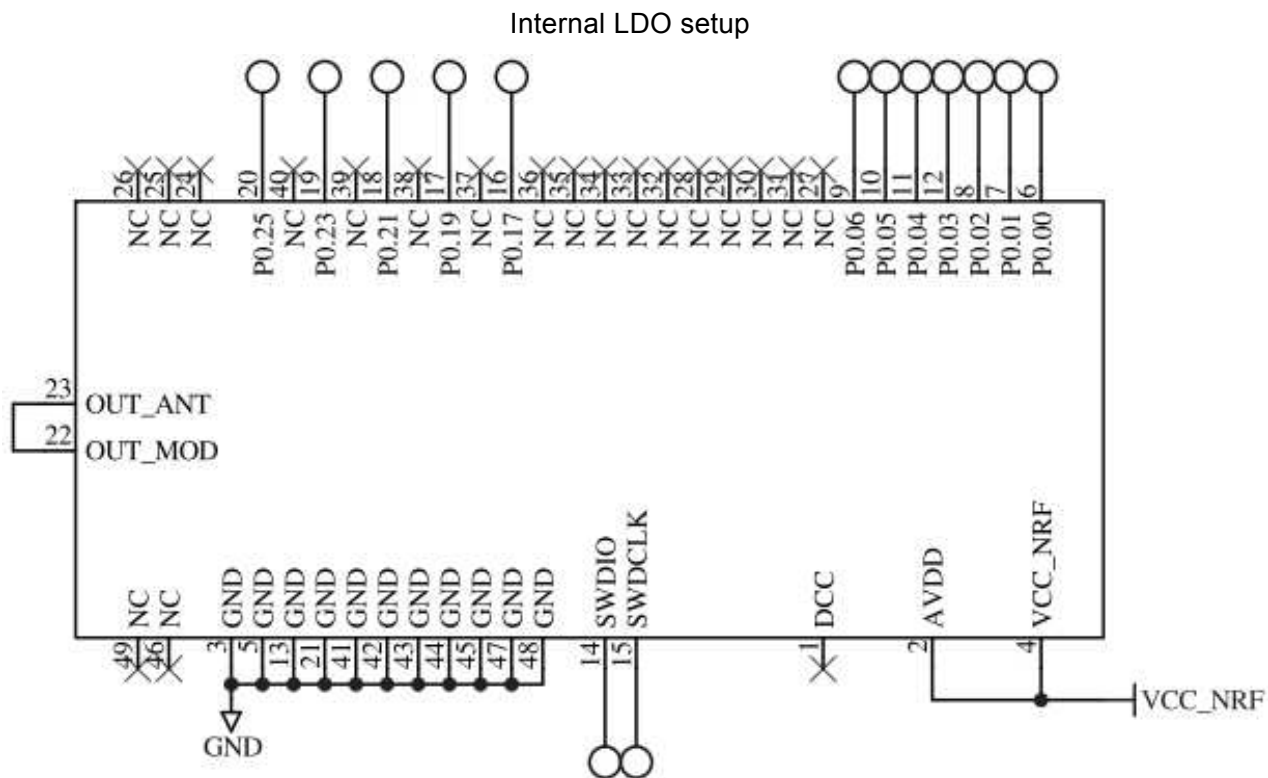 Internal LDO setup
26 25 24 20 40 19 39 18 38 17 37 16 36 35 34 33 32 28 29 30 31 27 9 10 11 12 8 7 6
NC NC NC P0.25 NC P0.23 NC P0.21 NC P0.19 NC P0.17 NC NC NC NC NC NC NC NC NC NC P0.06 P0.05 P0.04 P0.03 P0.02 P0.01 P0.00
23 OUT_ANT
22 OUT_MOD
NC NC GND GND GND GND GND GND GND GND GND GND GND SWDIO SWDCLK DCC AVDD VCC_NRF
49 46 3 5 13 21 41 42 43 44 45 47 48 14 15 1 2 4
VCC_NRF
GND